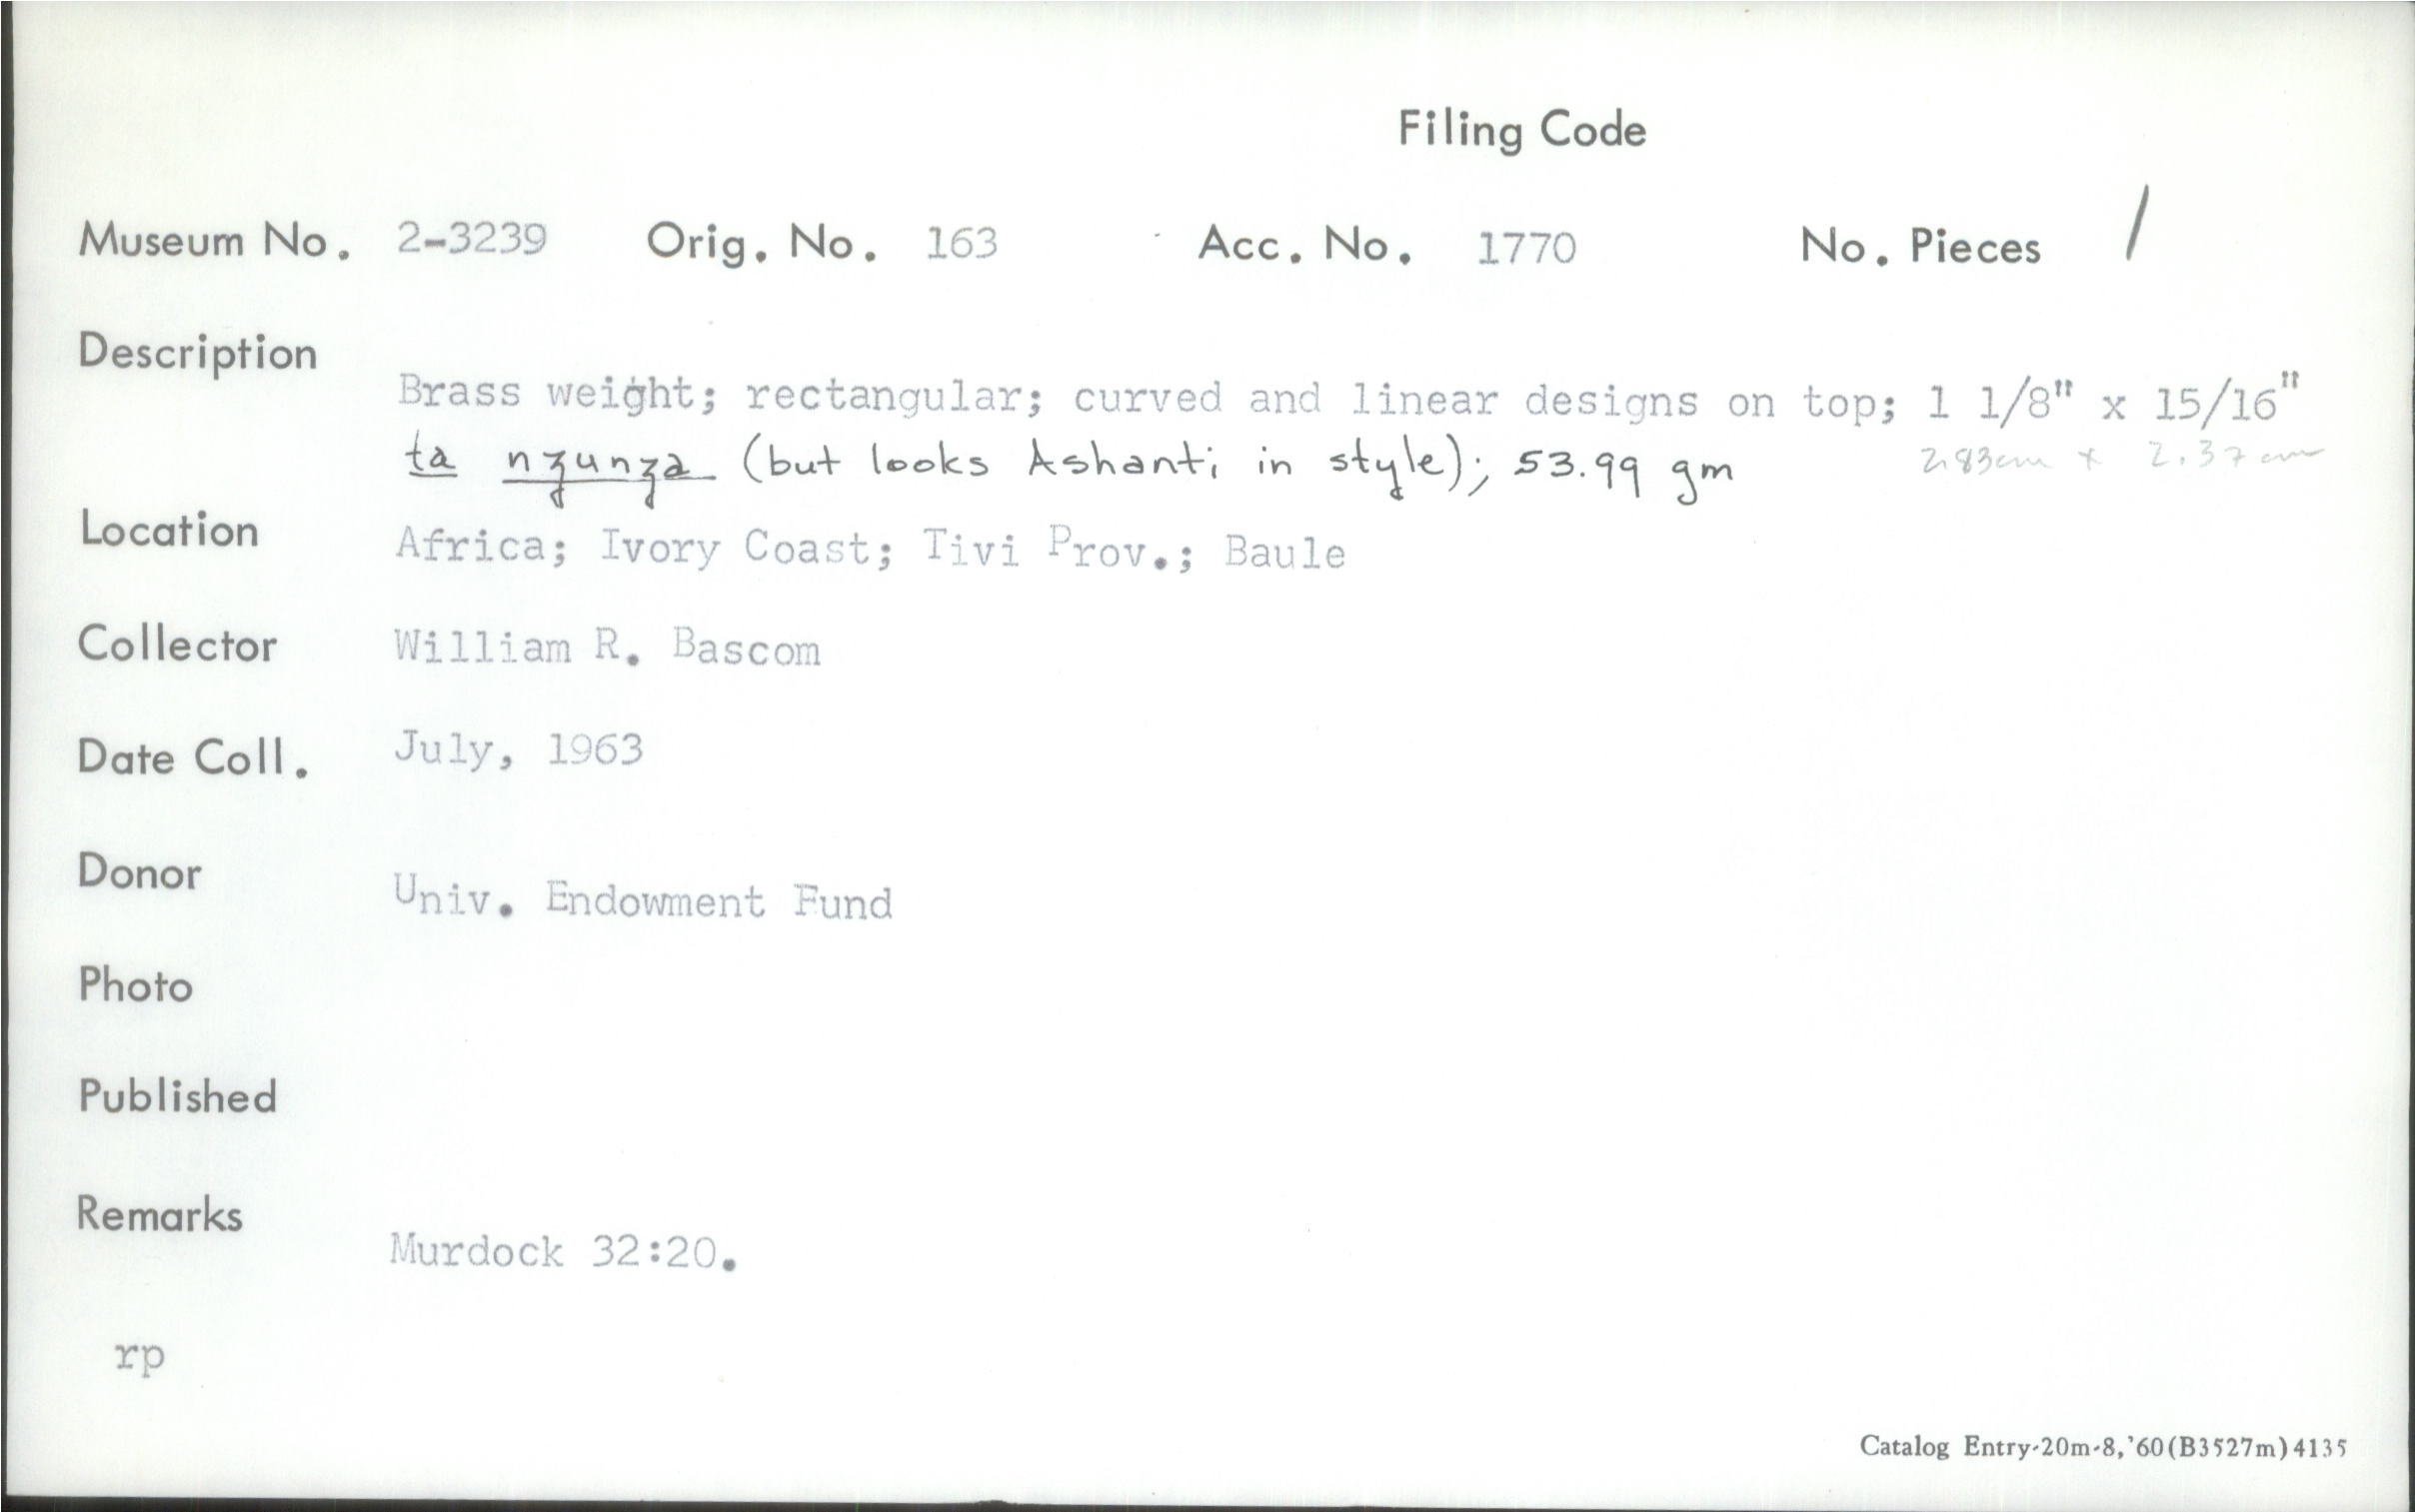 Filing Code
Museum No. 2-3239 Orig. No. 163 Acc. No. 1770 No. Pieces 1
Description
Brass weight; rectangular; curved and linear designs on top; 1 1/8" x 15/16"
ta nzunza (but looks Ashanti in style); 53.99 gm 2.83cm x 2.37cm
Location Africa; Ivory Coast; Tivi Prov.; Baule
Collector William R. Bascom
Date Coll. July, 1963
Donor Univ. Endowment Fund
Photo
Published
Remarks
Murdock 32:20.
rp
Catalog Entry-20m-8,'60(B3527m)4135